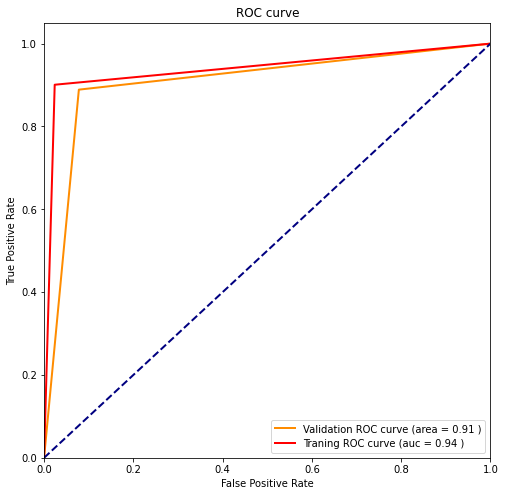 ROC curve
1.0
0.8
0.6
0.4
0.2
0.0
True Positive Rate
Validation ROC curve (area = 0.91 )
Traning ROC curve (auc = 0.94 )
0.0 0.2 0.4 0.6 0.8 1.0
False Positive Rate